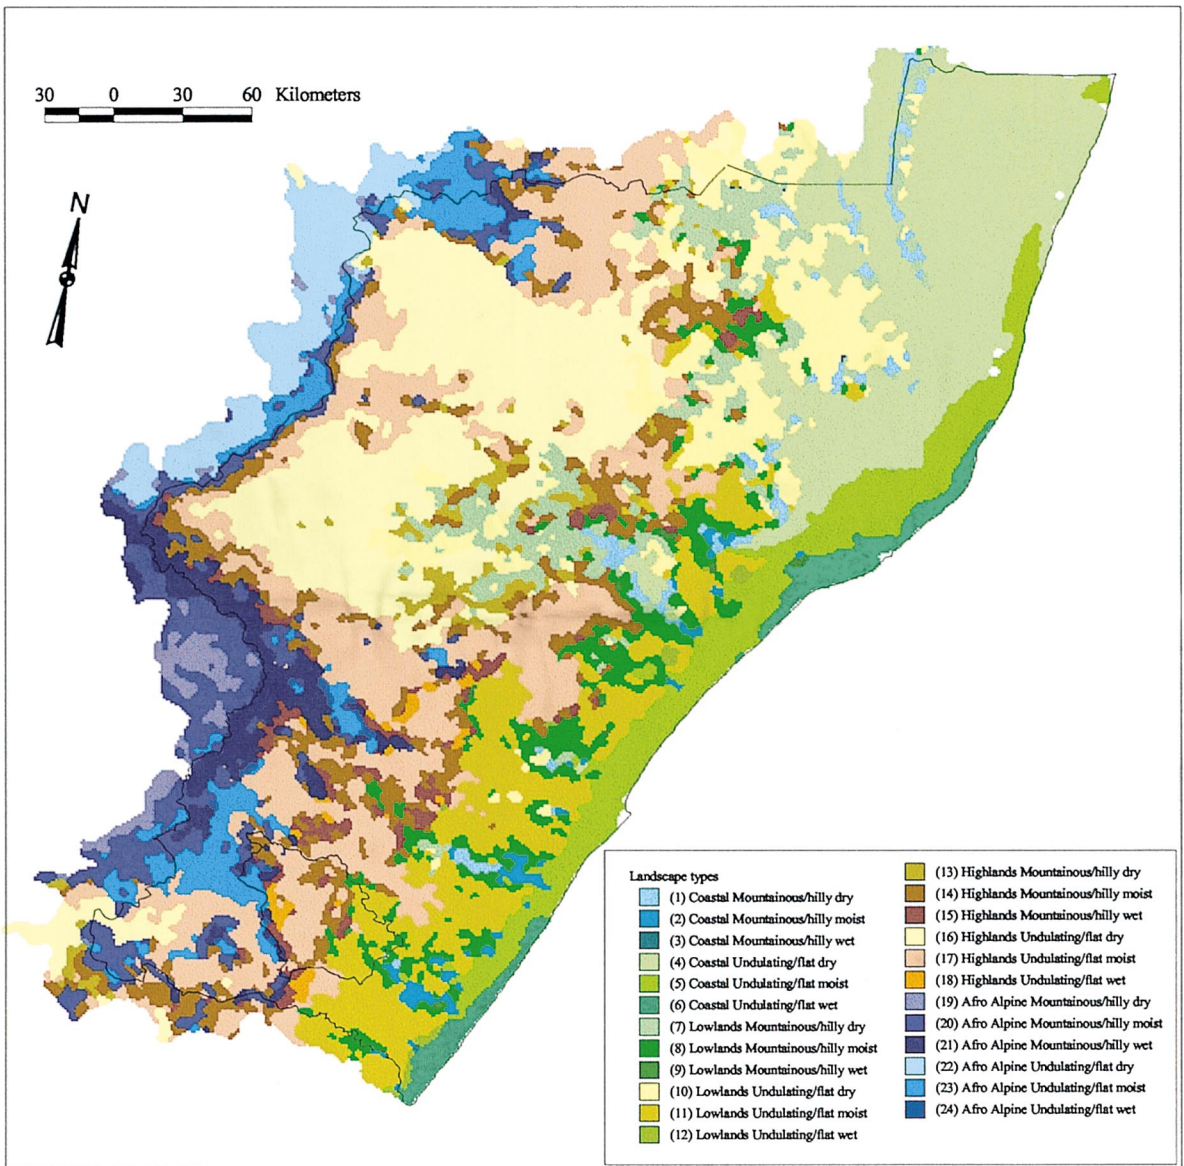 30 0 30 60 Kilometers
N
Landscape types
(1) Coastal Mountainous/hilly dry
(2) Coastal Mountainous/hilly moist
(3) Coastal Mountainous/hilly wet
(4) Coastal Undulating/flat dry
(5) Coastal Undulating/flat moist
(6) Coastal Undulating/flat wet
(7) Lowlands Mountainous/hilly dry
(8) Lowlands Mountainous/hilly moist
(9) Lowlands Mountainous/hilly wet
(10) Lowlands Undulating/flat dry
(11) Lowlands Undulating/flat moist
(12) Lowlands Undulating/flat wet
(13) Highlands Mountainous/hilly dry
(14) Highlands Mountainous/hilly moist
(15) Highlands Mountainous/hilly wet
(16) Highlands Undulating/flat dry
(17) Highlands Undulating/flat moist
(18) Highlands Undulating/flat wet
(19) Afro Alpine Mountainous/hilly dry
(20) Afro Alpine Mountainous/hilly moist
(21) Afro Alpine Mountainous/hilly wet
(22) Afro Alpine Undulating/flat dry
(23) Afro Alpine Undulating/flat moist
(24) Afro Alpine Undulating/flat wet